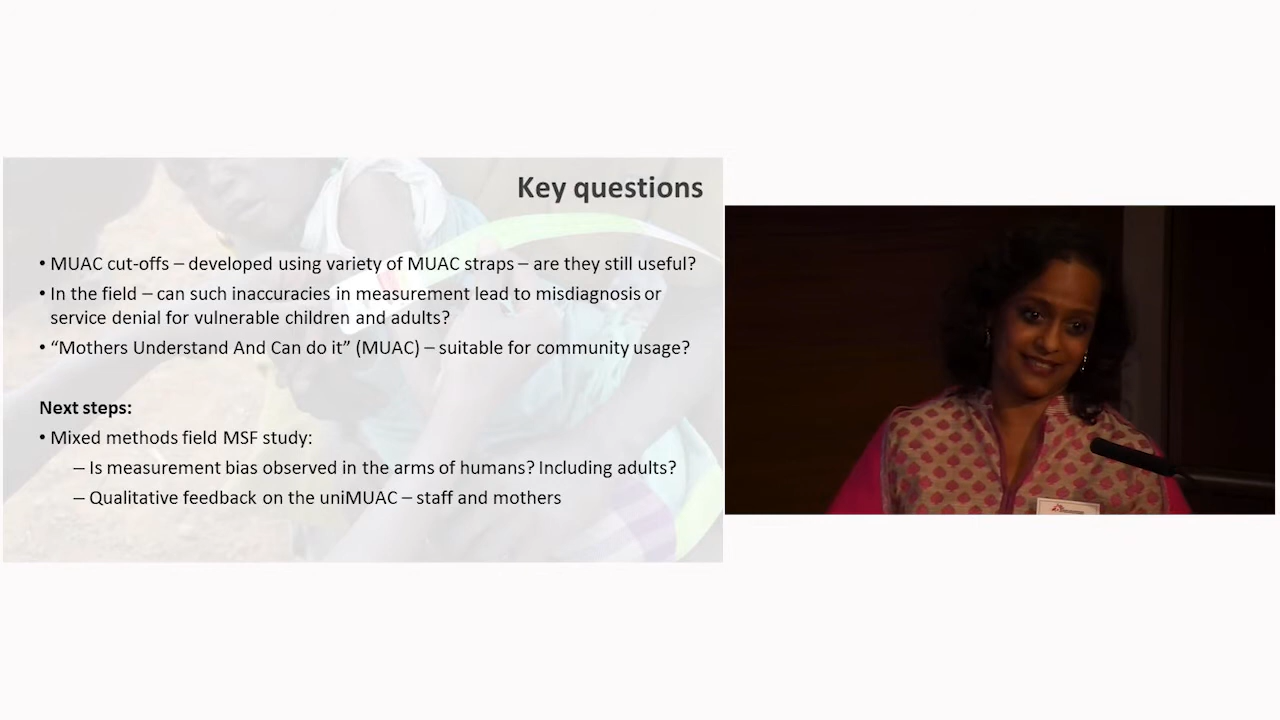 Key questions
• MUAC cut-offs – developed using variety of MUAC straps – are they still useful?
• In the field – can such inaccuracies in measurement lead to misdiagnosis or
service denial for vulnerable children and adults?
• “Mothers Understand And Can do it” (MUAC) – suitable for community usage?
Next steps:
• Mixed methods field MSF study:
– Is measurement bias observed in the arms of humans? Including adults?
– Qualitative feedback on the uniMUAC – staff and mothers